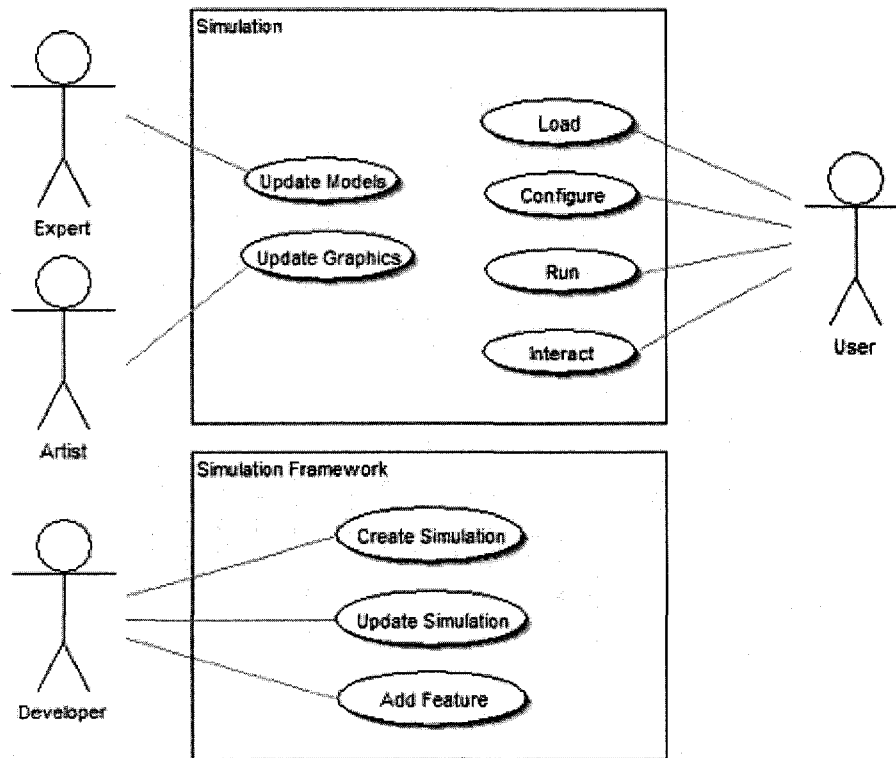 Simulation
Load
Update Models
Configure
Expert
Update Graphics
Run
User
Interact
Artist
Simulation Framework
Create Simulation
Update Simulation
Add Feature
Developer